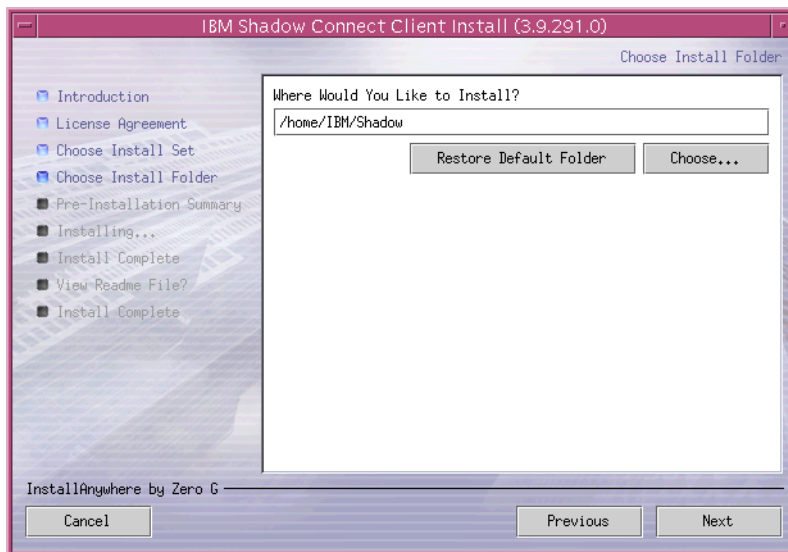 IBM Shadow Connect Client Install (3.9.291.0)
Choose Install Folder
Introduction
License Agreement
Choose Install Set
Choose Install Folder
Pre-Installation Summary
Installing...
Install Complete
View Readme File?
Install Complete
Where Would You Like to Install?
/home/IBM/Shadow
Restore Default Folder
Choose...
InstallAnywhere by Zero G
Cancel
Previous
Next